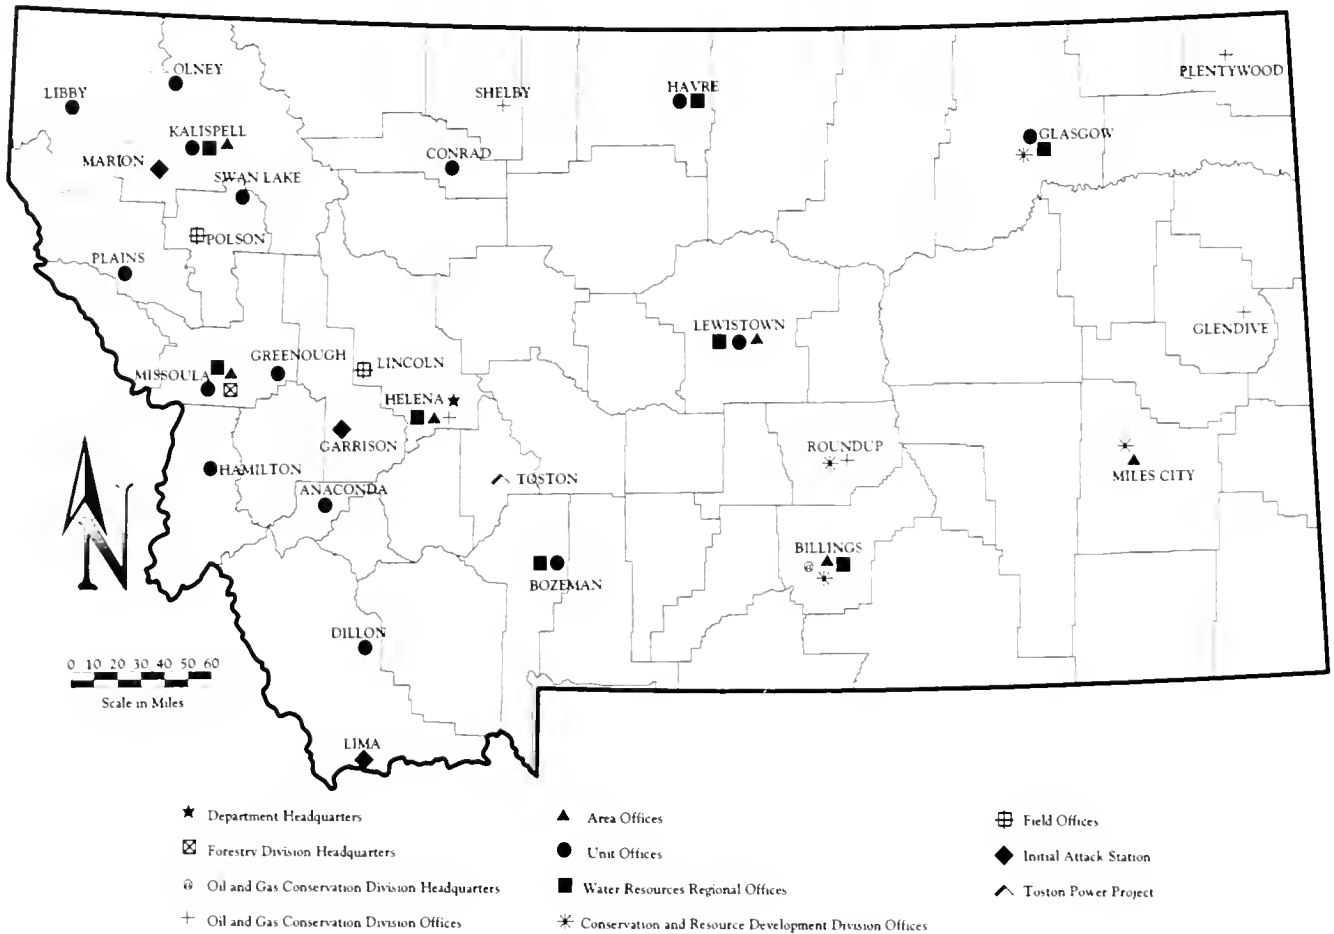 OLNEY
LIBBY
SHELBY
HAVRE
PLENTYWOOD
KALISPELL
GLASGOW
MARION
CONRAD
SWAN LAKE
POLSON
PLAINS
LEWISTOWN
GLENDIVE
GREENOUGH
LINCOLN
MISSOULA
HELENA
GARRISON
ROUNDUP
HAMILTON
TOSTON
MILES CITY
ANACONDA
N
BILLINGS
BOZEMAN
DILLON
0 10 20 30 40 50 60
Scale in Miles
LIMA
Department Headquarters
Forestry Division Headquarters
@ Oil and Gas Conservation Division Headquarters
Oil and Gas Conservation Division Offices
Area Offices
Unit Offices
Water Resources Regional Offices
Conservation and Resource Development Division Offices
Field Offices
Initial Attack Station
Toston Power Project